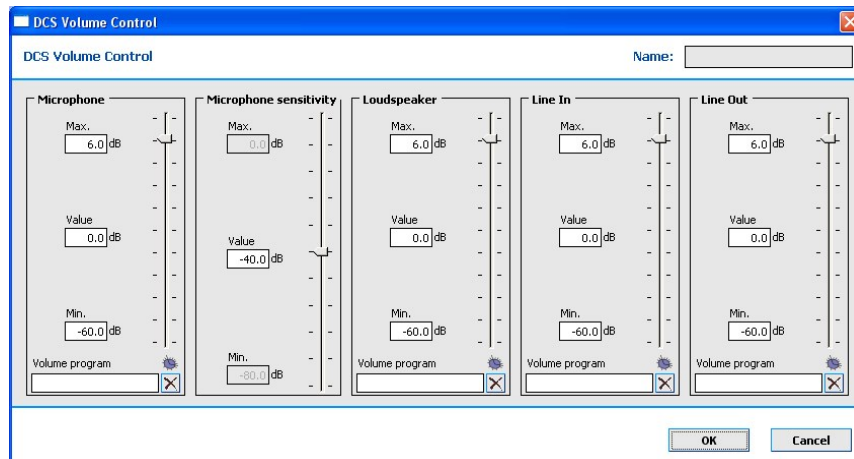 DCS Volume Control
DCS Volume Control
Name:
Microphone
Max.
6.0 dB
Value
0.0 dB
Min.
-60.0 dB
Volume program
Microphone sensitivity
Max.
0.0 dB
Value
-40.0 dB
Min.
-80.0 dB
Loudspeaker
Max.
6.0 dB
Value
0.0 dB
Min.
-60.0 dB
Volume program
Line In
Max.
6.0 dB
Value
0.0 dB
Min.
-60.0 dB
Volume program
Line Out
Max.
6.0 dB
Value
0.0 dB
Min.
-60.0 dB
Volume program
OK
Cancel